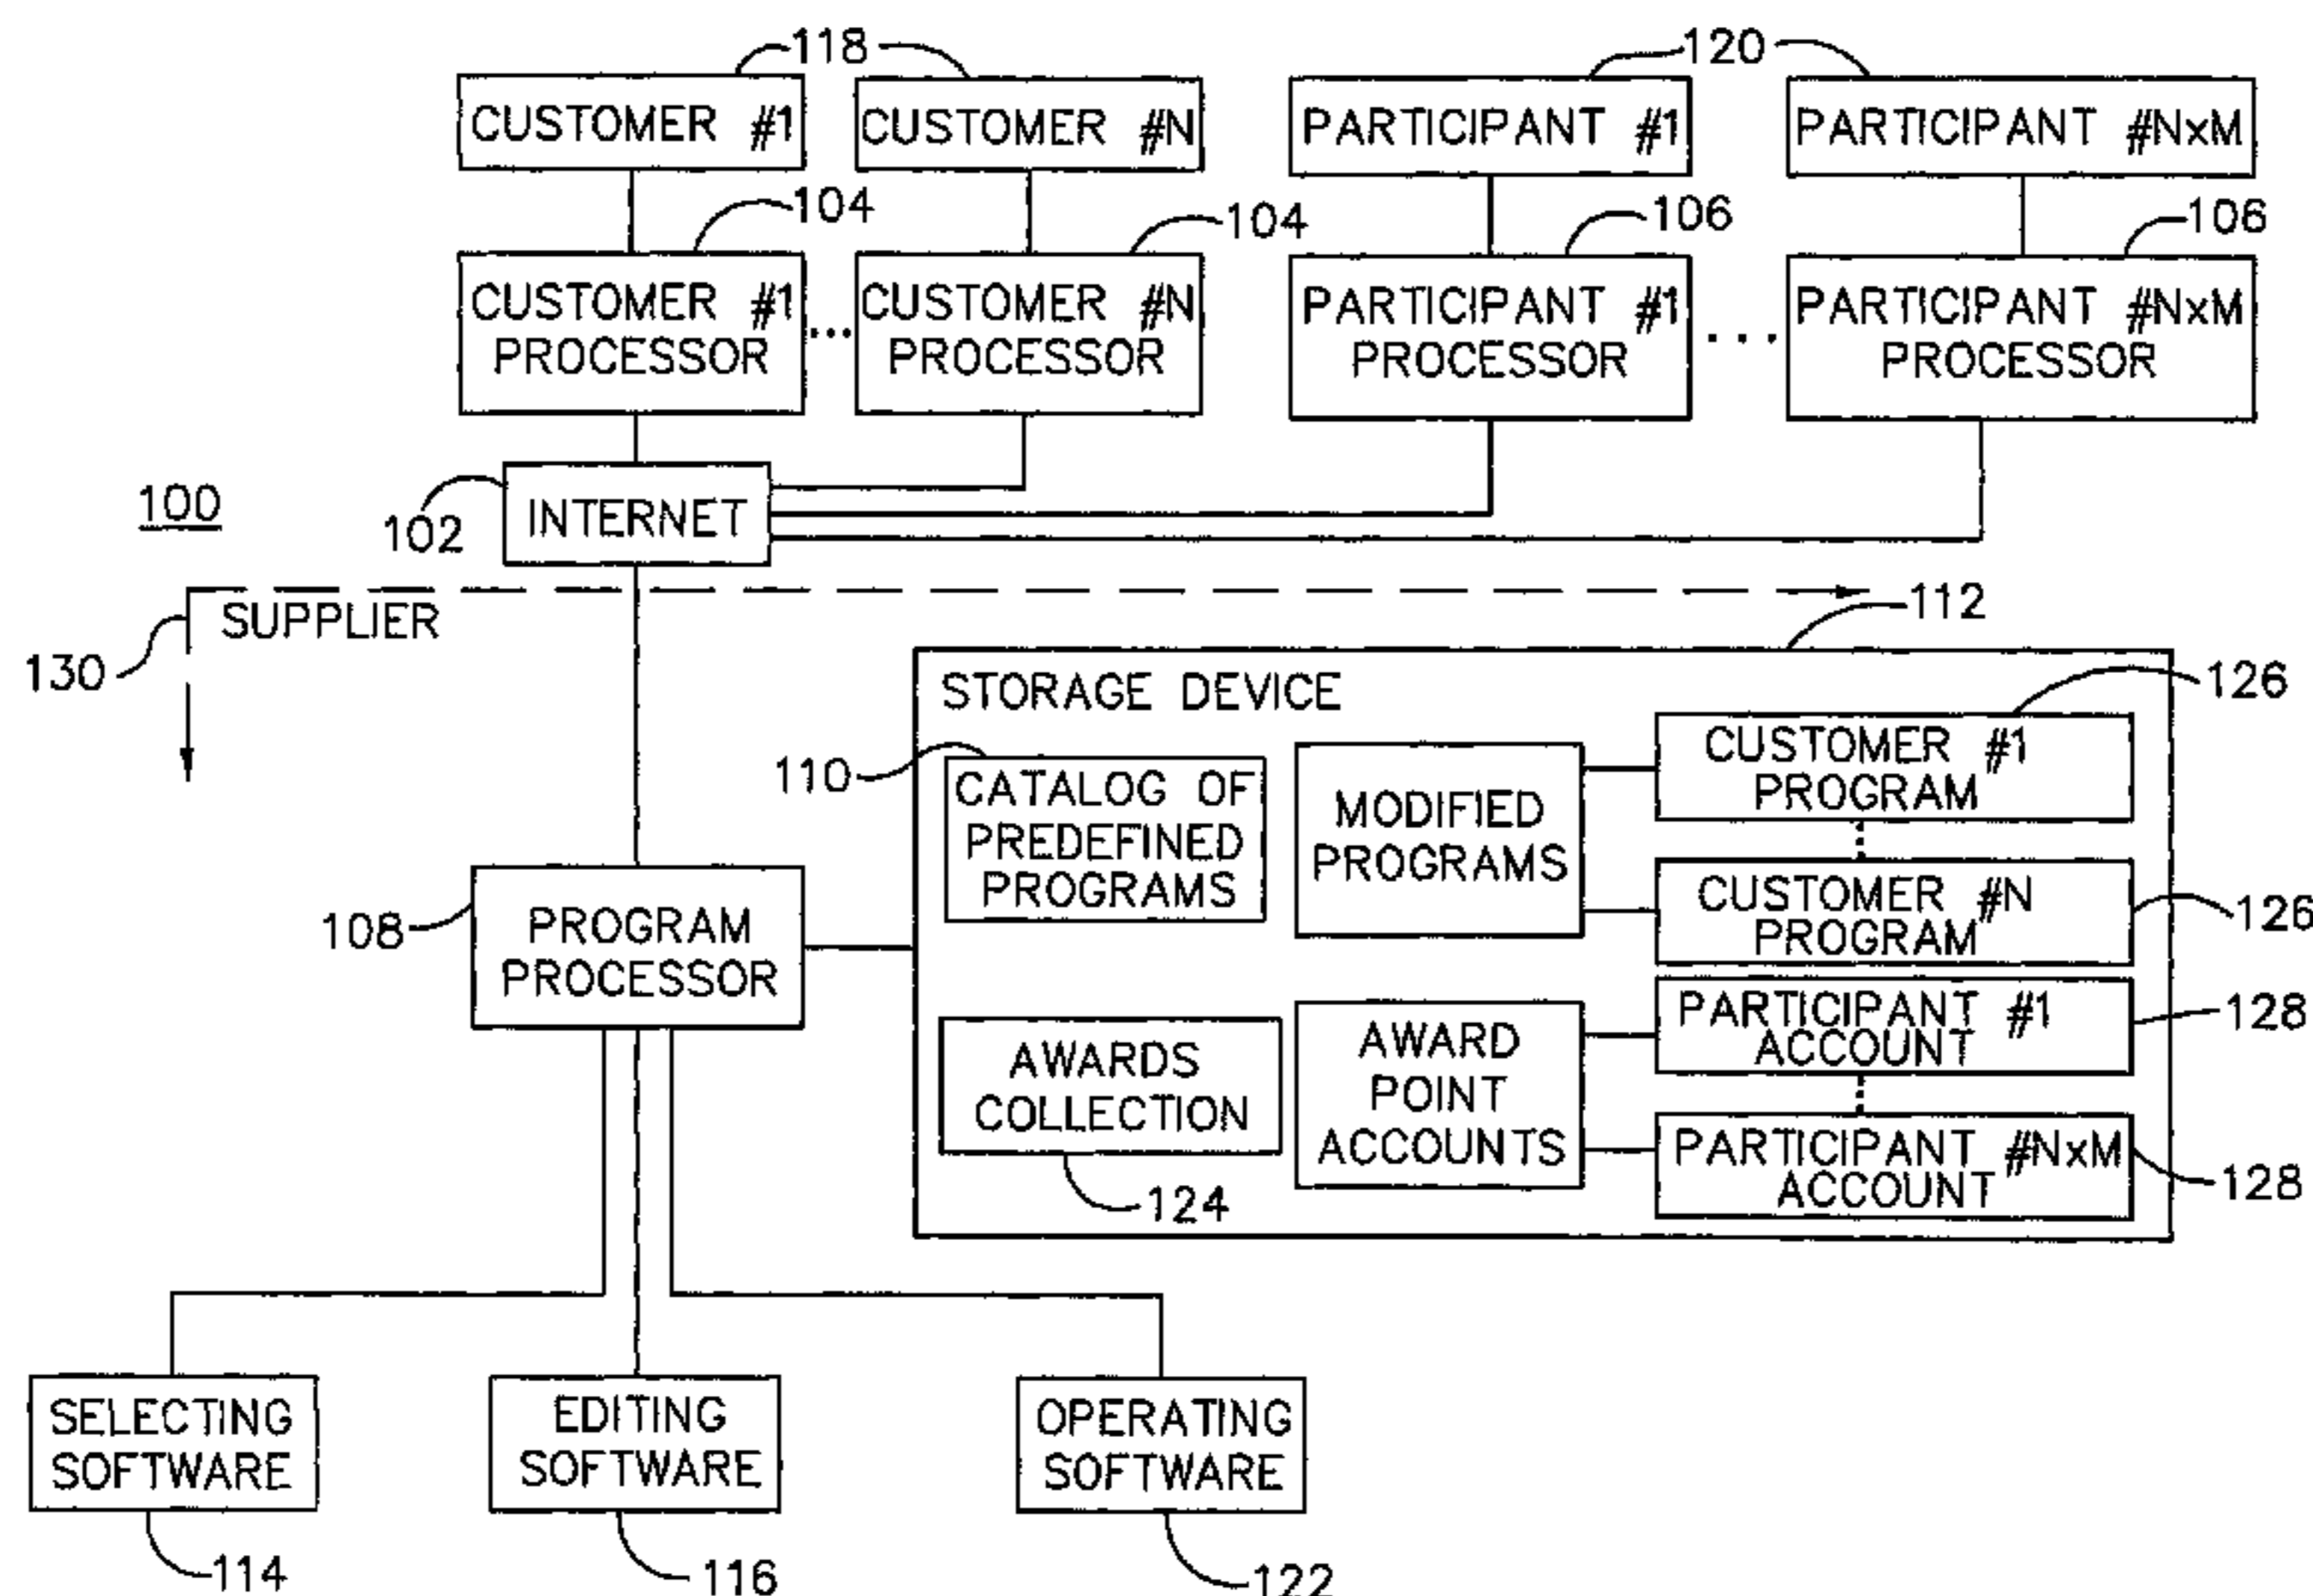 118
120
CUSTOMER #1
CUSTOMER #N
PARTICIPANT #1
PARTICIPANT #NxM
104
104
106
106
CUSTOMER #1
PROCESSOR
...
CUSTOMER #N
PROCESSOR
PARTICIPANT #1
PROCESSOR
...
PARTICIPANT #NxM
PROCESSOR
100
102
INTERNET
SUPPLIER
130
112
STORAGE DEVICE
126
110
CATALOG OF
PREDEFINED
PROGRAMS
MODIFIED
PROGRAMS
CUSTOMER #1
PROGRAM
CUSTOMER #N
PROGRAM
126
108
PROGRAM
PROCESSOR
AWARDS
COLLECTION
124
AWARD
POINT
ACCOUNTS
PARTICIPANT #1
ACCOUNT
128
PARTICIPANT #NxM
ACCOUNT
128
SELECTING
SOFTWARE
114
EDITING
SOFTWARE
116
OPERATING
SOFTWARE
122